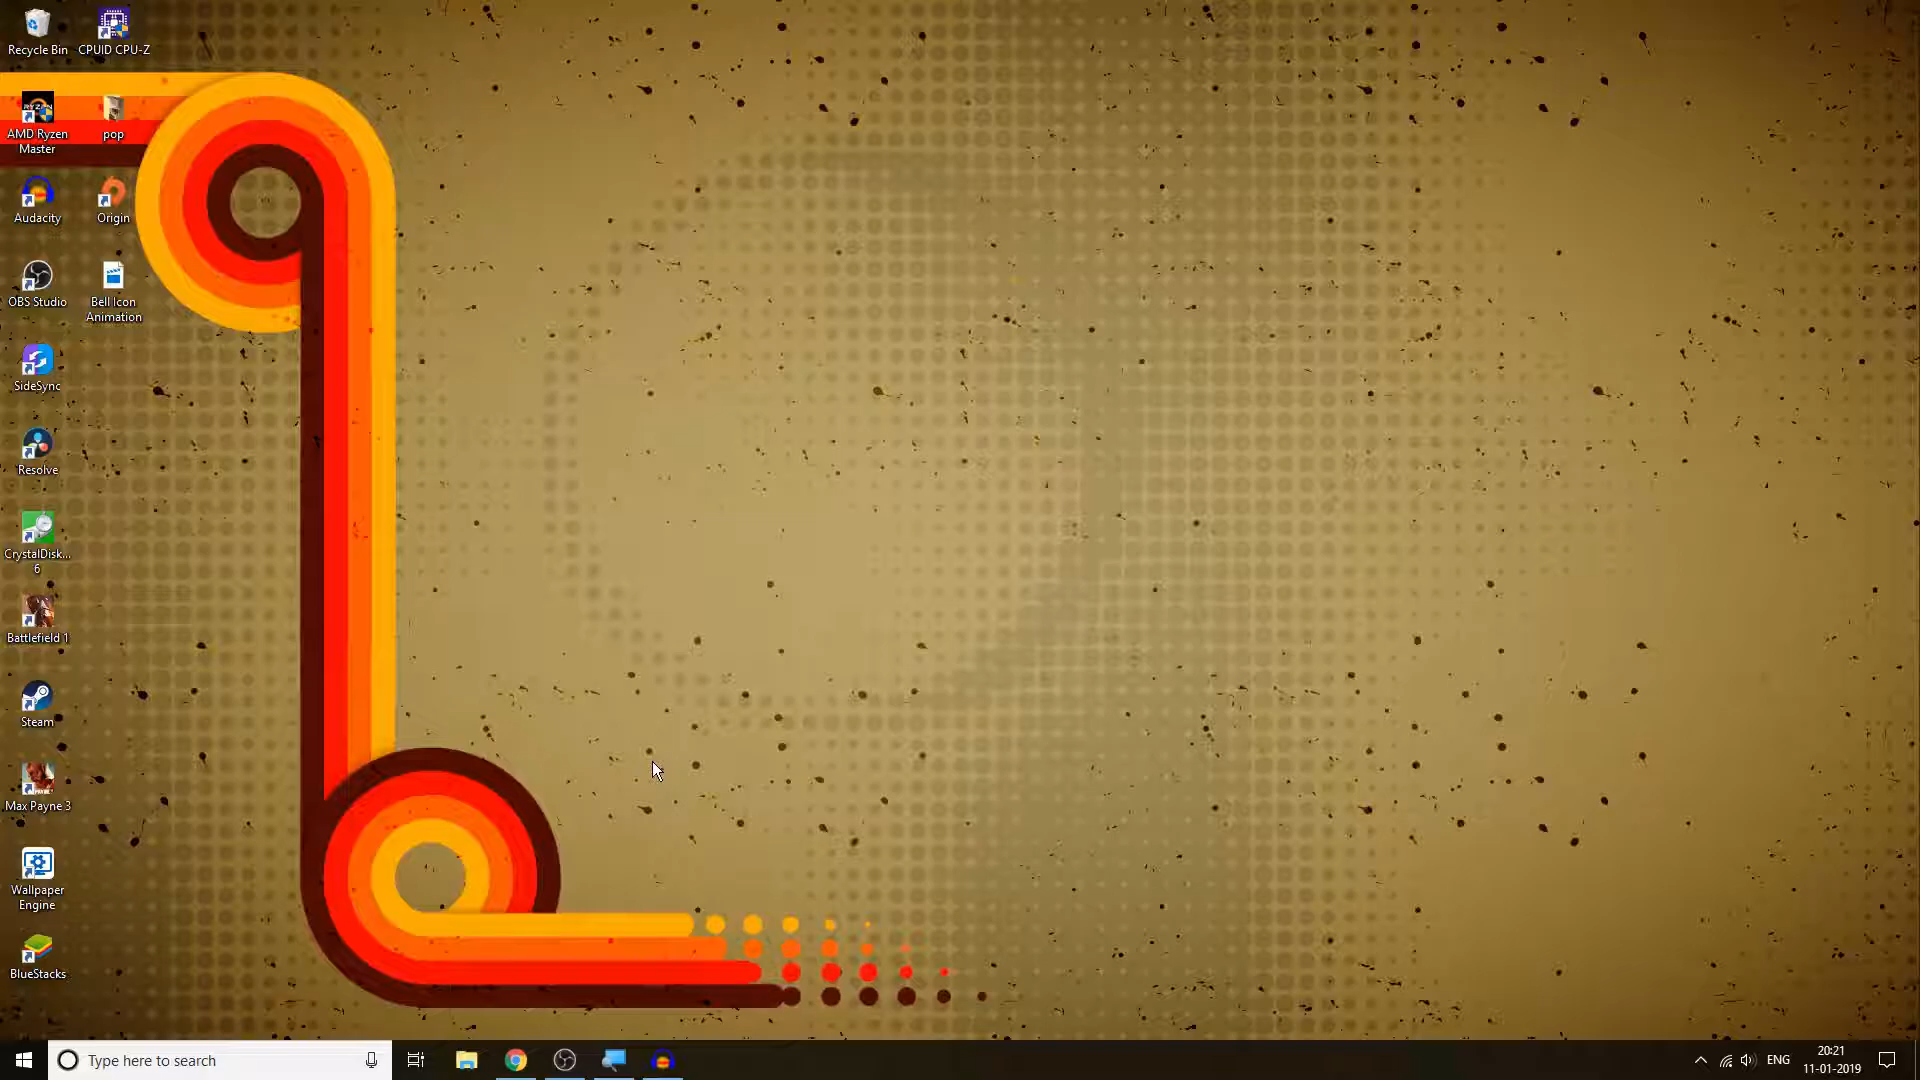 Recycle Bin
CPUID CPU-Z
RYZEN
AMD Ryzen
Master
pop
Audacity
Origin
OBS Studio
Bell Icon
Animation
SideSync
Resolve
CrystalDisk...
6
Battlefield 1
Steam
Max Payne 3
Wallpaper
Engine
BlueStacks
Type here to search
ENG
20:21
11-01-2019